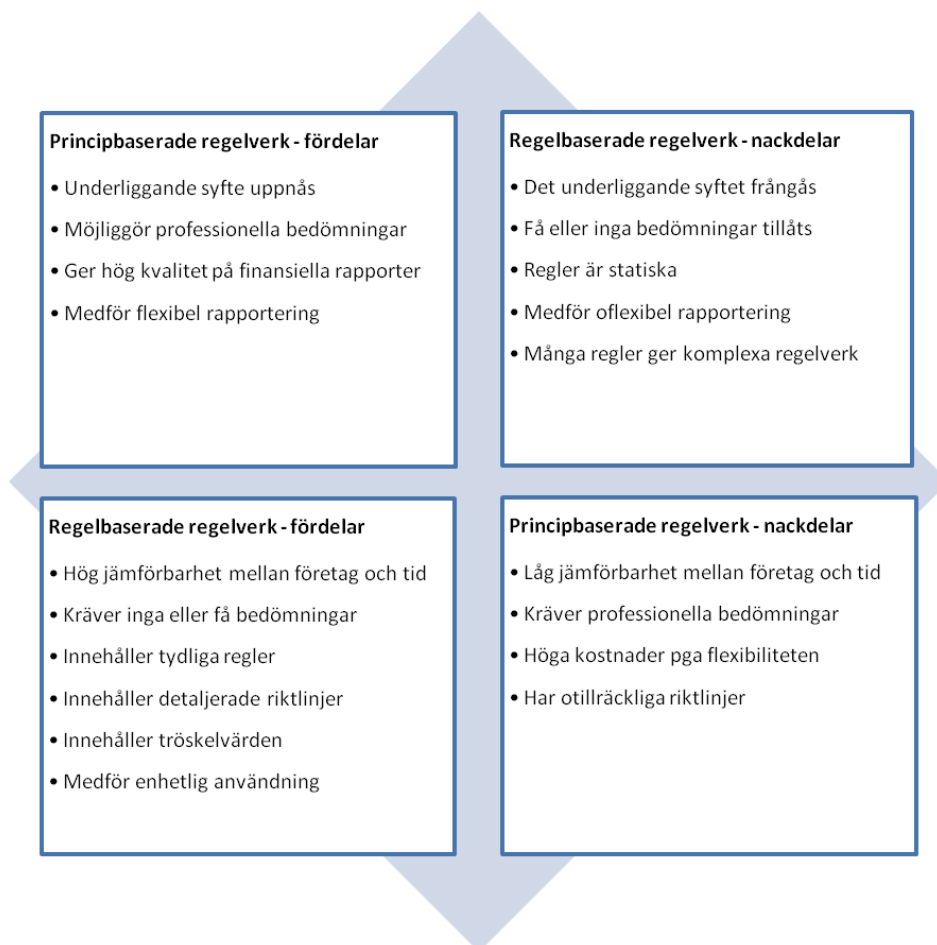 Principbaserade regelverk - fördelar
• Underliggande syfte uppnås
• Möjliggör professionella bedömningar
• Ger hög kvalitet på finansiella rapporter
• Medför flexibel rapportering
Regelbaserade regelverk - nackdelar
• Det underliggande syftet frångås
• Få eller inga bedömningar tillåts
• Regler är statiska
• Medför oflexibel rapportering
• Många regler ger komplexa regelverk
Regelbaserade regelverk - fördelar
• Hög jämförbarhet mellan företag och tid
• Kräver inga eller få bedömningar
• Innehåller tydliga regler
• Innehåller detaljerade riktlinjer
• Innehåller tröskelvärden
• Medför enhetlig användning
Principbaserade regelverk - nackdelar
• Låg jämförbarhet mellan företag och tid
• Kräver professionella bedömningar
• Höga kostnader pga flexibiliteten
• Har otillräckliga riktlinjer